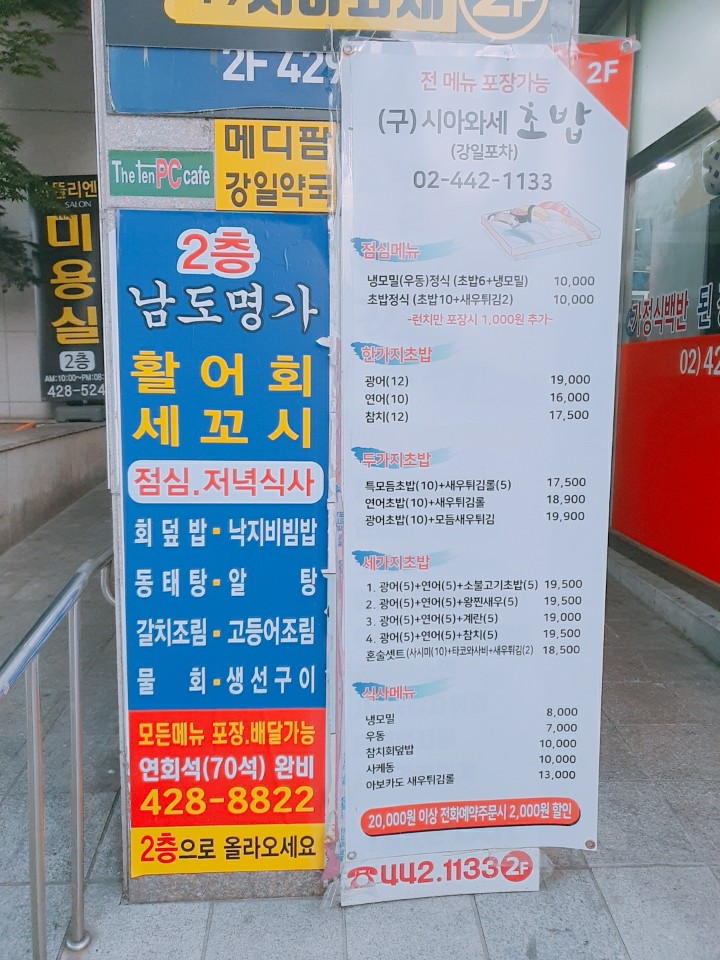 2F 429
The Ten PC cafe
메디팜
강일약국
SALON
미용실
2층
428-524
2층
남도명가
활어회
세꼬시
점심.저녁식사
회덮밥·낙지비빔밥
동태탕·알탕
갈치조림·고등어조림
물회·생선구이
모든메뉴 포장.배달가능
연회석(70석) 완비
428-8822
2층으로 올라오세요
2F
전 메뉴 포장가능
(구) 시아와세 초밥
(강일포차)
02-442-1133
점심메뉴
냉모밀(우동)정식 (초밥6+냉모밀) 10,000
초밥정식 (초밥10+새우튀김2) 10,000
-런치만 포장시 1,000원 추가-
한가지초밥
광어(12) 19,000
연어(10) 16,000
참치(12) 17,500
두가지초밥
특모듬초밥(10)+새우튀김롤(5) 17,500
연어초밥(10)+새우튀김롤 18,900
광어초밥(10)+모듬새우튀김 19,900
세가지초밥
1. 광어(5)+연어(5)+소불고기초밥(5) 19,500
2. 광어(5)+연어(5)+왕찐새우(5) 19,500
3. 광어(5)+연어(5)+계란(5) 19,000
4. 광어(5)+연어(5)+참치(5) 19,500
혼술셋트(사시미(10)+타코와사비+새우튀김(2) 18,500
식사메뉴
냉모밀 8,000
우동 7,000
참치회덮밥 10,000
사케동 10,000
아보카도 새우튀김롤 13,000
20,000원 이상 전화예약주문시 2,000원 할인
☎442.1133 2F
가정식백반
02) 42